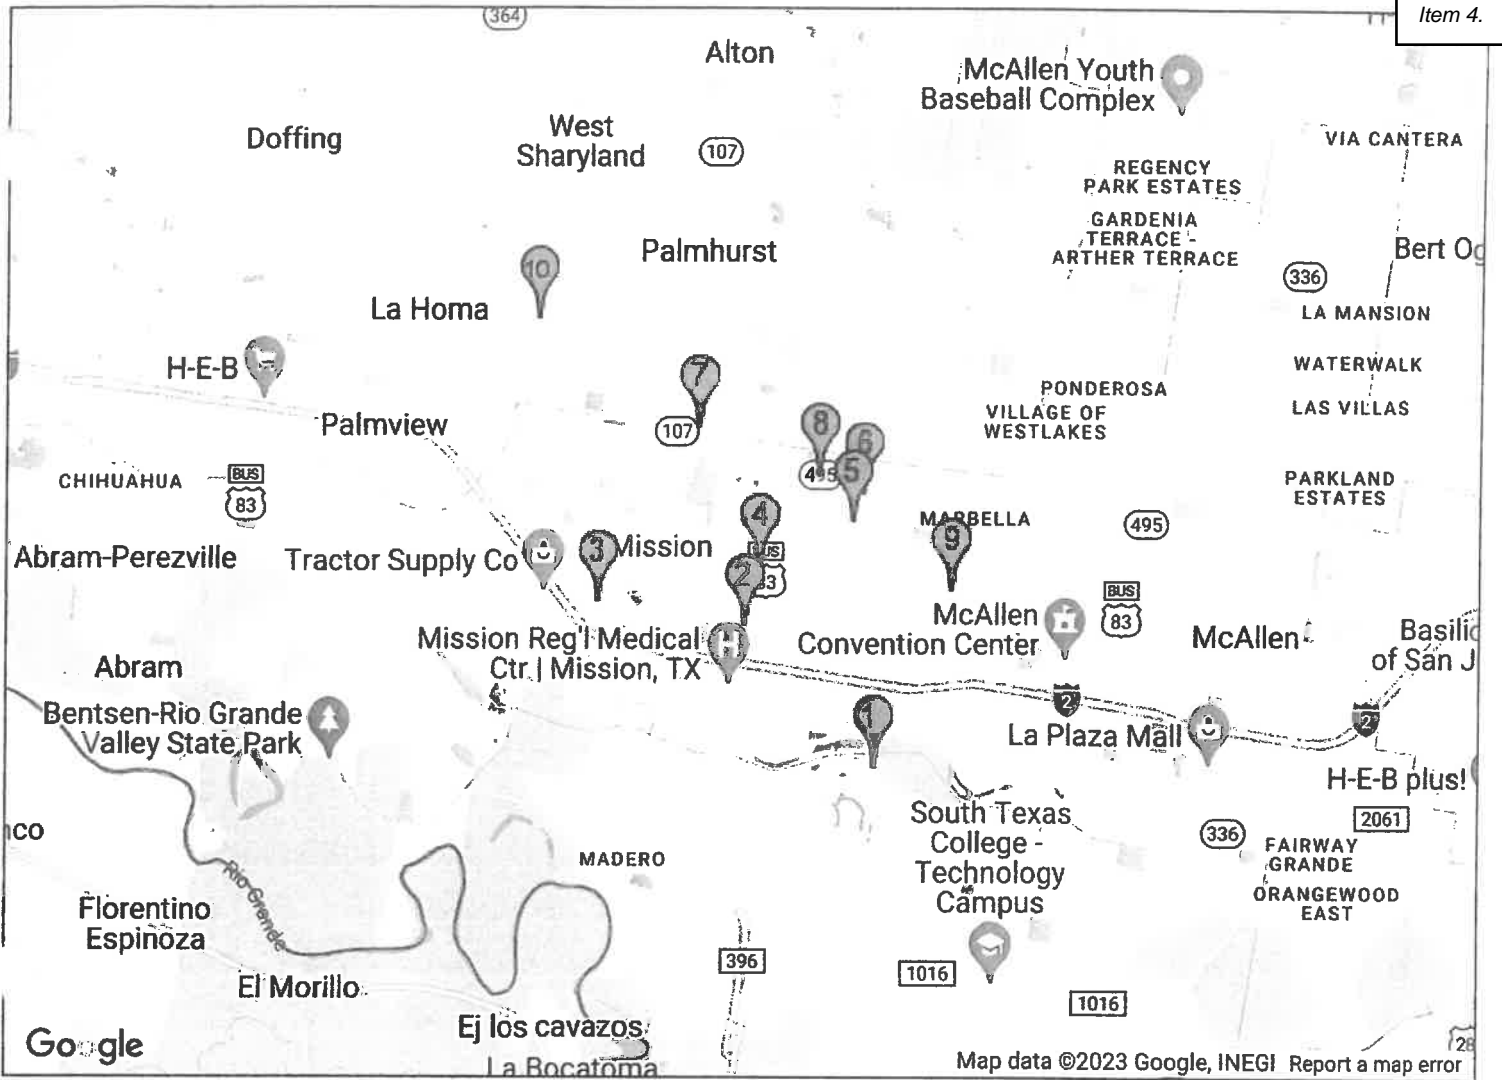 Item 4.
364
Alton
McAllen Youth
Baseball Complex
Doffing
West
Sharyland
107
VIA CANTERA
REGENCY
PARK ESTATES
GARDENIA
TERRACE -
ARTHER TERRACE
Palmhurst
Bert Og
10
336
La Homa
LA MANSION
H-E-B
7
WATERWALK
PONDEROSA
LAS VILLAS
VILLAGE OF
WESTLAKES
Palmview
107
8
6
495
5
CHIHUAHUA
BUS
83
PARKLAND
ESTATES
4
MARBELLA
495
9
Abram-Perezville
Tractor Supply Co
3
Mission
BUS
83
2
BUS
83
McAllen
Convention Center
McAllen
Basilic
of San J
Mission Reg'l Medical
Ctr. | Mission, TX
H
Abram
2
Bentsen-Rio Grande
Valley State Park
1
La Plaza Mall
2
H-E-B plus!
South Texas
College -
Technology
Campus
2061
336
FAIRWAY
GRANDE
nco
MADERO
Rio Grande
ORANGEWOOD
EAST
Florentino
Espinoza
396
1016
El Morillo
1016
Ej los cavazos
Google
28
La Bocatoma
Map data ©2023 Google, INEGI Report a map error